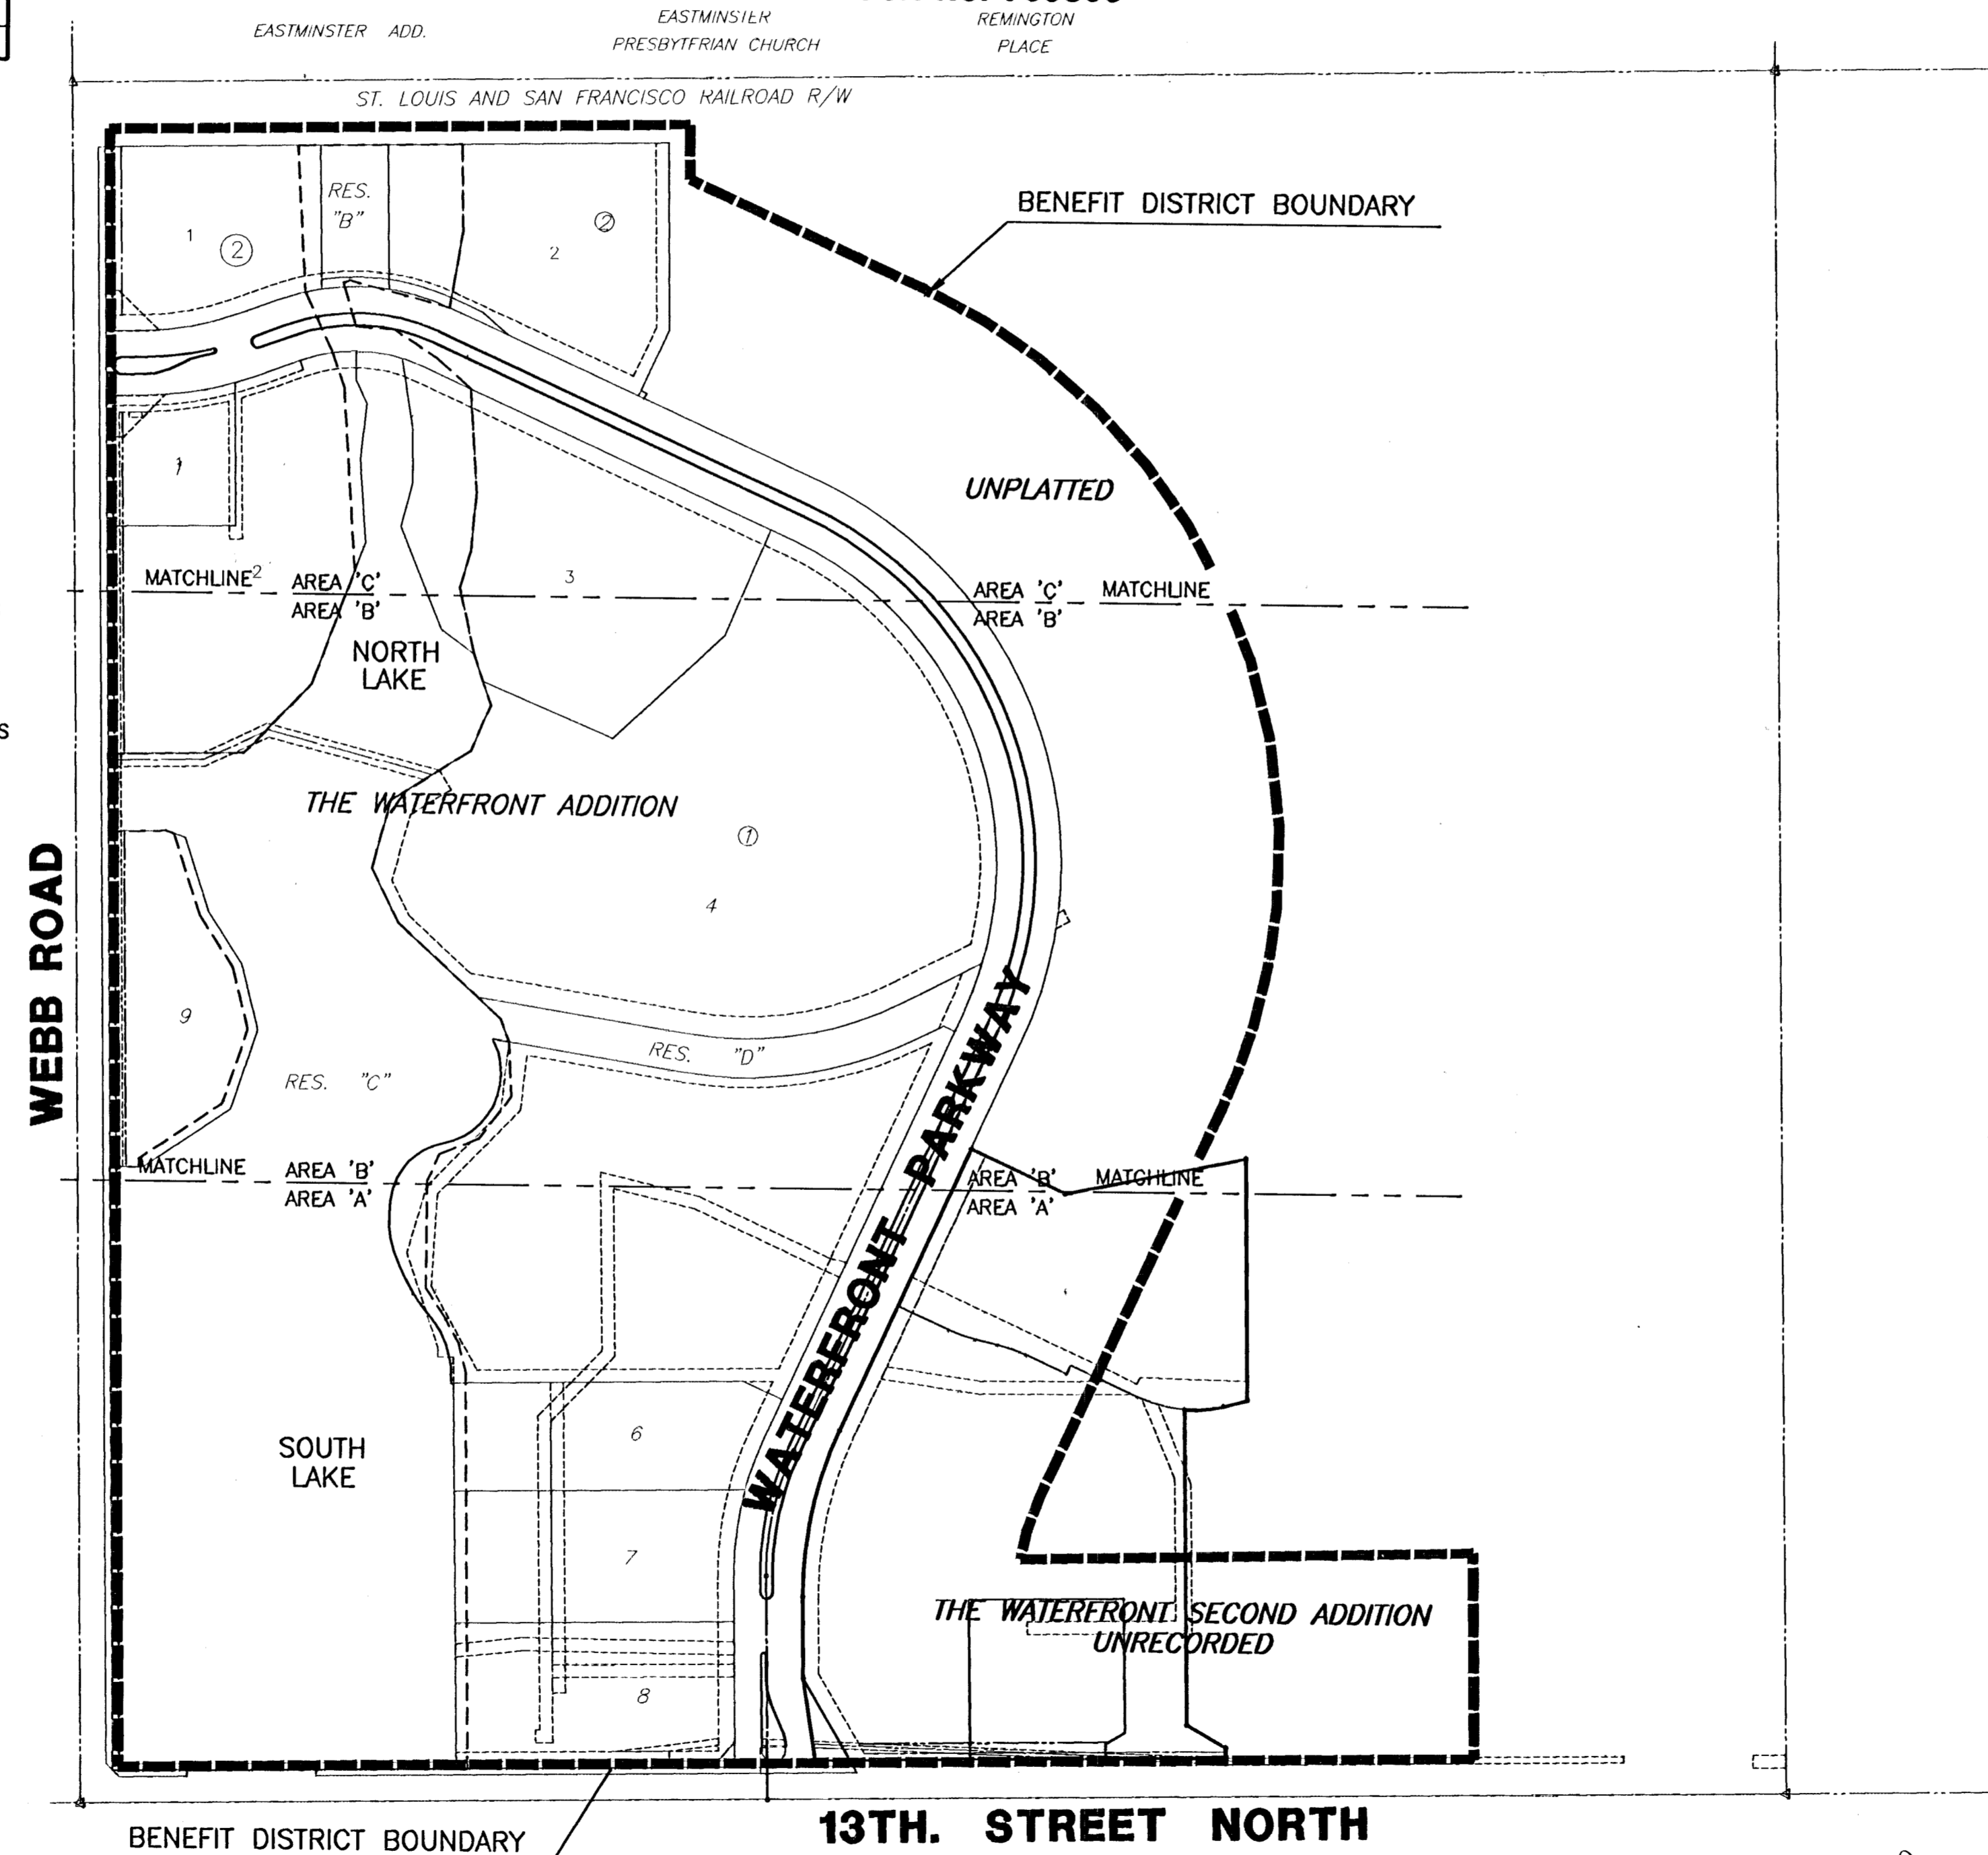 EASTMINSTER ADD.
EASTMINSTER
PRESBYTERIAN CHURCH
REMINGTON
PLACE
ST. LOUIS AND SAN FRANCISCO RAILROAD R/W
RES.
"B"
1
2
2
2
BENEFIT DISTRICT BOUNDARY
1
UNPLATTED
MATCHLINE
2
AREA 'C'
AREA 'B'
3
AREA 'C'
MATCHLINE
AREA 'B'
NORTH
LAKE
S
THE WATERFRONT ADDITION
1
4
WEBB ROAD
9
RES. "C"
RES. "D"
WATERFRONT PARKWAY
MATCHLINE
AREA 'B'
AREA 'A'
AREA 'B'
MATCHLINE
AREA 'A'
SOUTH
LAKE
6
7
THE WATERFRONT SECOND ADDITION
UNRECORDED
8
13TH. STREET NORTH
BENEFIT DISTRICT BOUNDARY